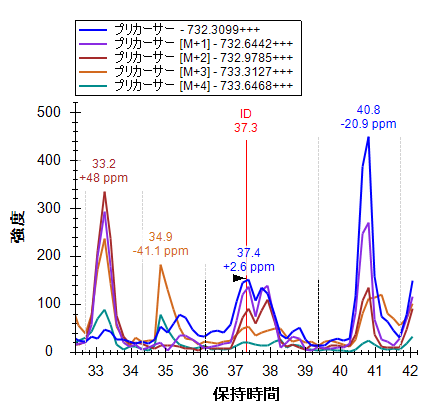 プリカーサー - 732.3099+++
プリカーサー [M+1] - 732.6442+++
プリカーサー [M+2] - 732.9785+++
プリカーサー [M+3] - 733.3127+++
プリカーサー [M+4] - 733.6468+++
ID
37.3
40.8
-20.9 ppm
33.2
+48 ppm
34.9
-41.1 ppm
37.4
+2.6 ppm
強度
500
400
300
200
100
0
33 34 35 36 37 38 39 40 41 42
保持時間